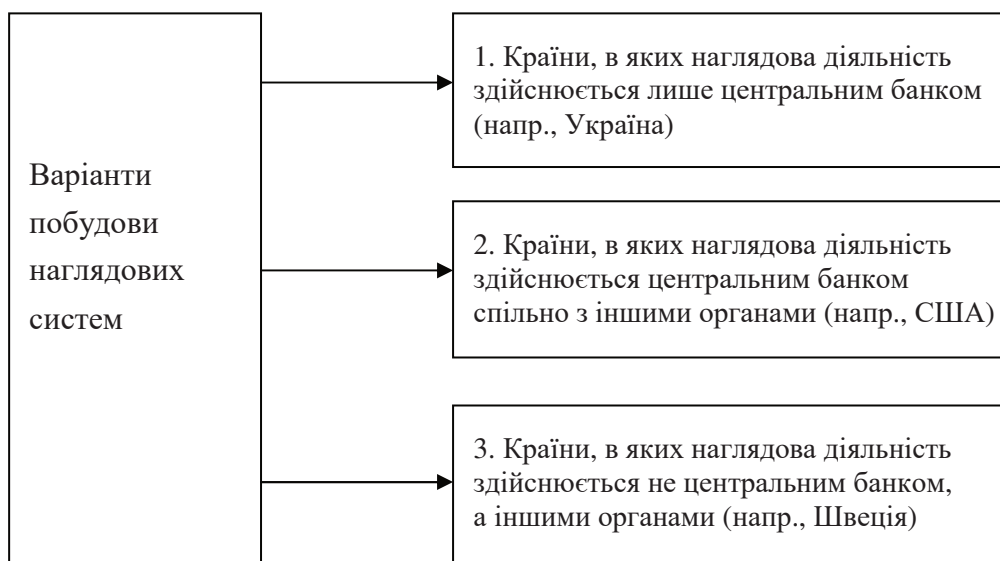 Варіанти
побудови
наглядових
систем
1. Країни, в яких наглядова діяльність
здійснюється лише центральним банком
(напр., Україна)
2. Країни, в яких наглядова діяльність
здійснюється центральним банком
спільно з іншими органами (напр., США)
3. Країни, в яких наглядова діяльність
здійснюється не центральним банком,
а іншими органами (напр., Швеція)